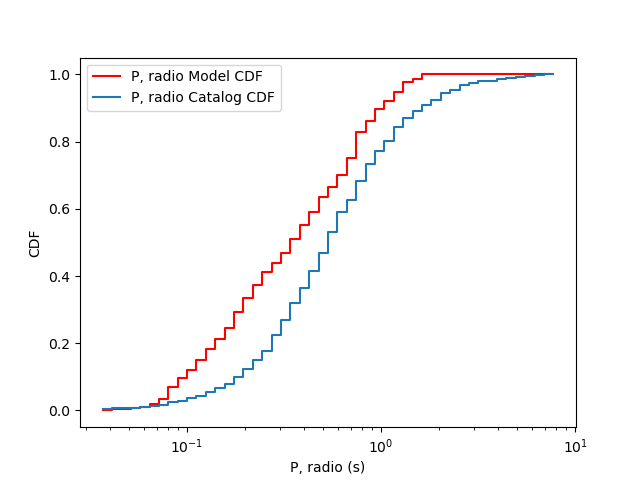 P, radio Model CDF
P, radio Catalog CDF
1.0
0.8
0.6
0.4
0.2
0.0
CDF
10⁻¹ 10⁰ 10¹
P, radio (s)